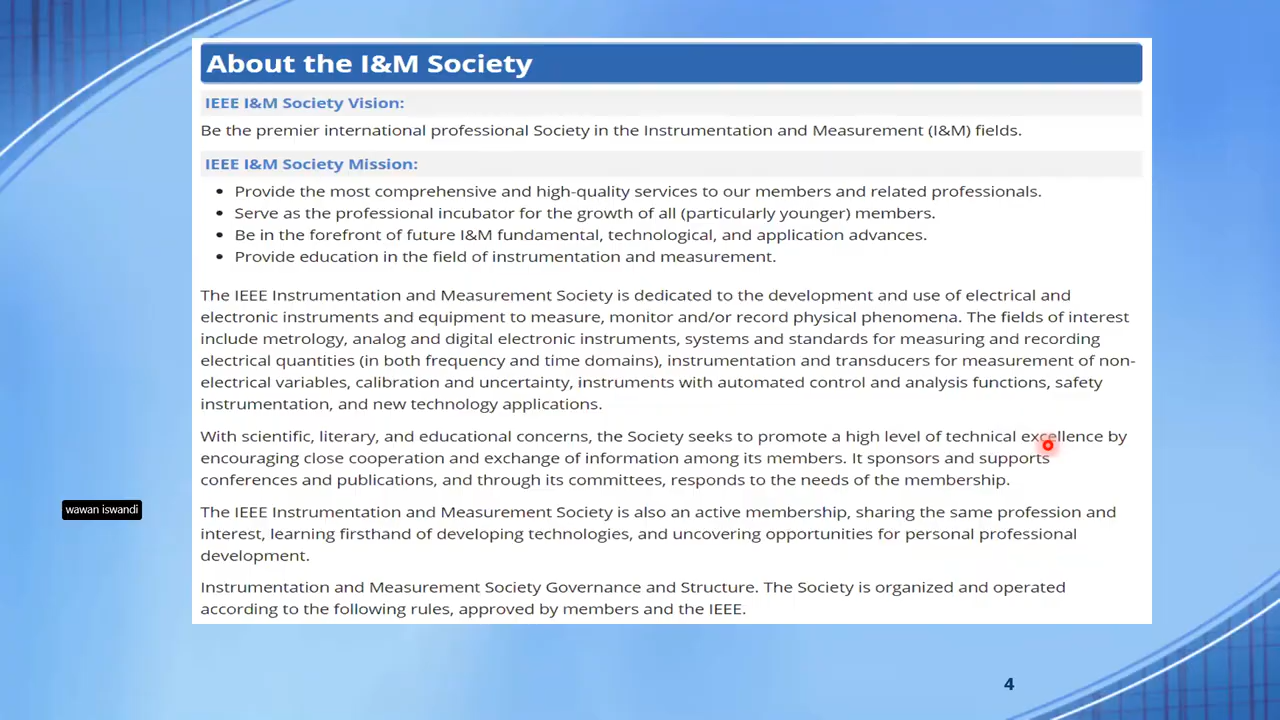 About the I&M Society
IEEE I&M Society Vision:
Be the premier international professional Society in the Instrumentation and Measurement (I&M) fields.
IEEE I&M Society Mission:
• Provide the most comprehensive and high-quality services to our members and related professionals.
• Serve as the professional incubator for the growth of all (particularly younger) members.
• Be in the forefront of future I&M fundamental, technological, and application advances.
• Provide education in the field of instrumentation and measurement.
The IEEE Instrumentation and Measurement Society is dedicated to the development and use of electrical and
electronic instruments and equipment to measure, monitor and/or record physical phenomena. The fields of interest
include metrology, analog and digital electronic instruments, systems and standards for measuring and recording
electrical quantities (in both frequency and time domains), instrumentation and transducers for measurement of non-
electrical variables, calibration and uncertainty, instruments with automated control and analysis functions, safety
instrumentation, and new technology applications.
With scientific, literary, and educational concerns, the Society seeks to promote a high level of technical excellence by
encouraging close cooperation and exchange of information among its members. It sponsors and supports
conferences and publications, and through its committees, responds to the needs of the membership.
wawan iswandi
The IEEE Instrumentation and Measurement Society is also an active membership, sharing the same profession and
interest, learning firsthand of developing technologies, and uncovering opportunities for personal professional
development.
Instrumentation and Measurement Society Governance and Structure. The Society is organized and operated
according to the following rules, approved by members and the IEEE.
4